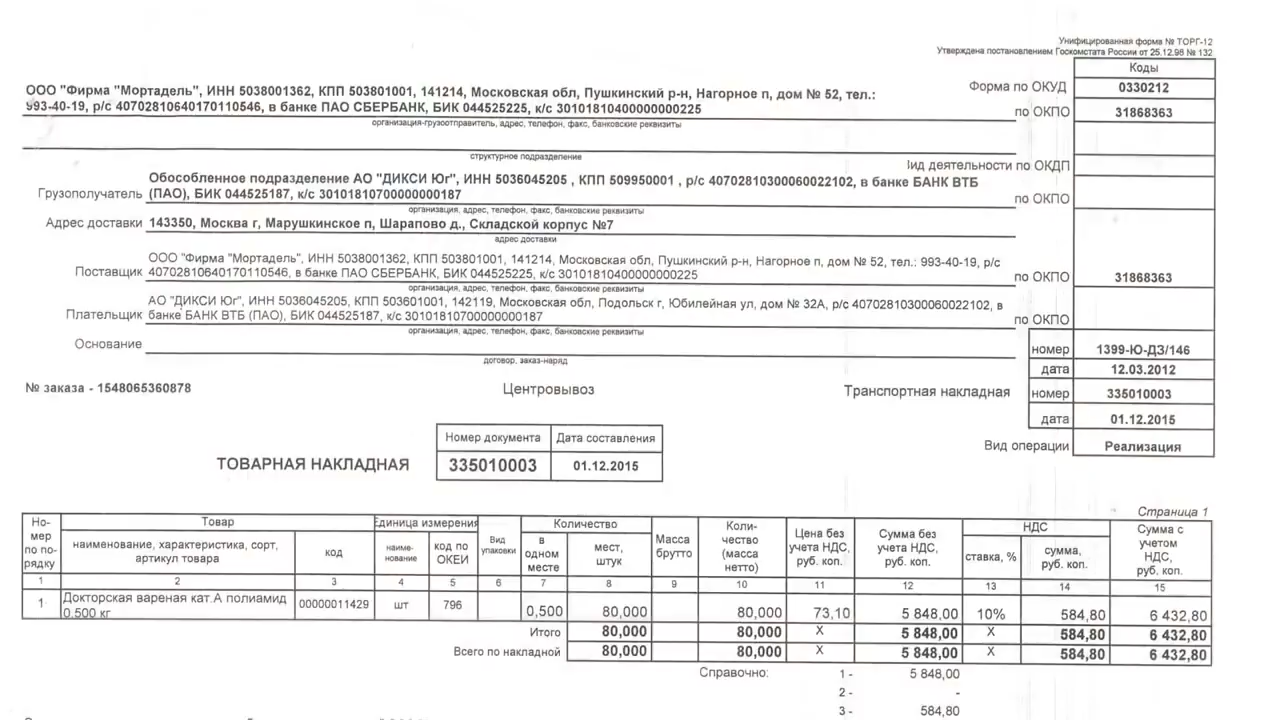 Унифицированная форма № ТОРГ-12
Утверждена постановлением Госкомстата России от 25.12.98 № 132
Коды
Форма по ОКУД 0330212
ООО "Фирма "Мортадель", ИНН 5038001362, КПП 503801001, 141214, Московская обл, Пушкинский р-н, Нагорное п, дом № 52, тел.:
993-40-19, р/с 40702810640170110546, в банке ПАО СБЕРБАНК, БИК 044525225, к/с 30101810400000000225
по ОКПО 31868363
организация-грузоотправитель, адрес, телефон, факс, банковские реквизиты
структурное подразделение
Вид деятельности по ОКДП
Грузополучатель
Обособленное подразделение АО "ДИКСИ Юг", ИНН 5036045205 , КПП 509950001 , р/с 40702810300060022102, в банке БАНК ВТБ
(ПАО), БИК 044525187, к/с 30101810700000000187
по ОКПО
организация, адрес, телефон, факс, банковские реквизиты
Адрес доставки 143350, Москва г, Марушкинское п, Шарапово д., Складской корпус №7
адрес доставки
Поставщик
ООО "Фирма "Мортадель", ИНН 5038001362, КПП 503801001, 141214, Московская обл, Пушкинский р-н, Нагорное п, дом № 52, тел.: 993-40-19, р/с
40702810640170110546, в банке ПАО СБЕРБАНК, БИК 044525225, к/с 30101810400000000225
по ОКПО 31868363
организация, адрес, телефон, факс, банковские реквизиты
Плательщик
АО "ДИКСИ Юг", ИНН 5036045205, КПП 503601001, 142119, Московская обл, Подольск г, Юбилейная ул, дом № 32А, р/с 40702810300060022102, в
банке БАНК ВТБ (ПАО), БИК 044525187, к/с 30101810700000000187
по ОКПО
организация, адрес, телефон, факс, банковские реквизиты
Основание
договор, заказ-наряд
номер 1399-Ю-ДЗ/146
дата 12.03.2012
№ заказа - 1548065360878
Центровывоз
Транспортная накладная номер 335010003
дата 01.12.2015
Вид операции Реализация
Номер документа Дата составления
ТОВАРНАЯ НАКЛАДНАЯ 335010003 01.12.2015
Страница 1
Но-
мер
по по-
рядку
Товар
наименование, характеристика, сорт,
артикул товара
код
Единица измерения
наиме-
нование
код по
ОКЕИ
Вид
упаковки
Количество
в
одном
месте
мест,
штук
Масса
брутто
Коли-
чество
(масса
нетто)
Цена без
учета НДС,
руб. коп.
Сумма без
учета НДС,
руб. коп.
НДС
ставка, %
сумма,
руб. коп.
Сумма с
учетом
НДС,
руб. коп.
1 2 3 4 5 6 7 8 9 10 11 12 13 14 15
1 Докторская вареная кат.А полиамид
0,500 кг
00000011429 шт 796 0,500 80,000 80,000 73,10 5 848,00 10% 584,80 6 432,80
Итого 80,000 80,000 X 5 848,00 X 584,80 6 432,80
Всего по накладной 80,000 80,000 X 5 848,00 X 584,80 6 432,80
Справочно: 1 - 5 848,00
2 - -
3 - 584,80